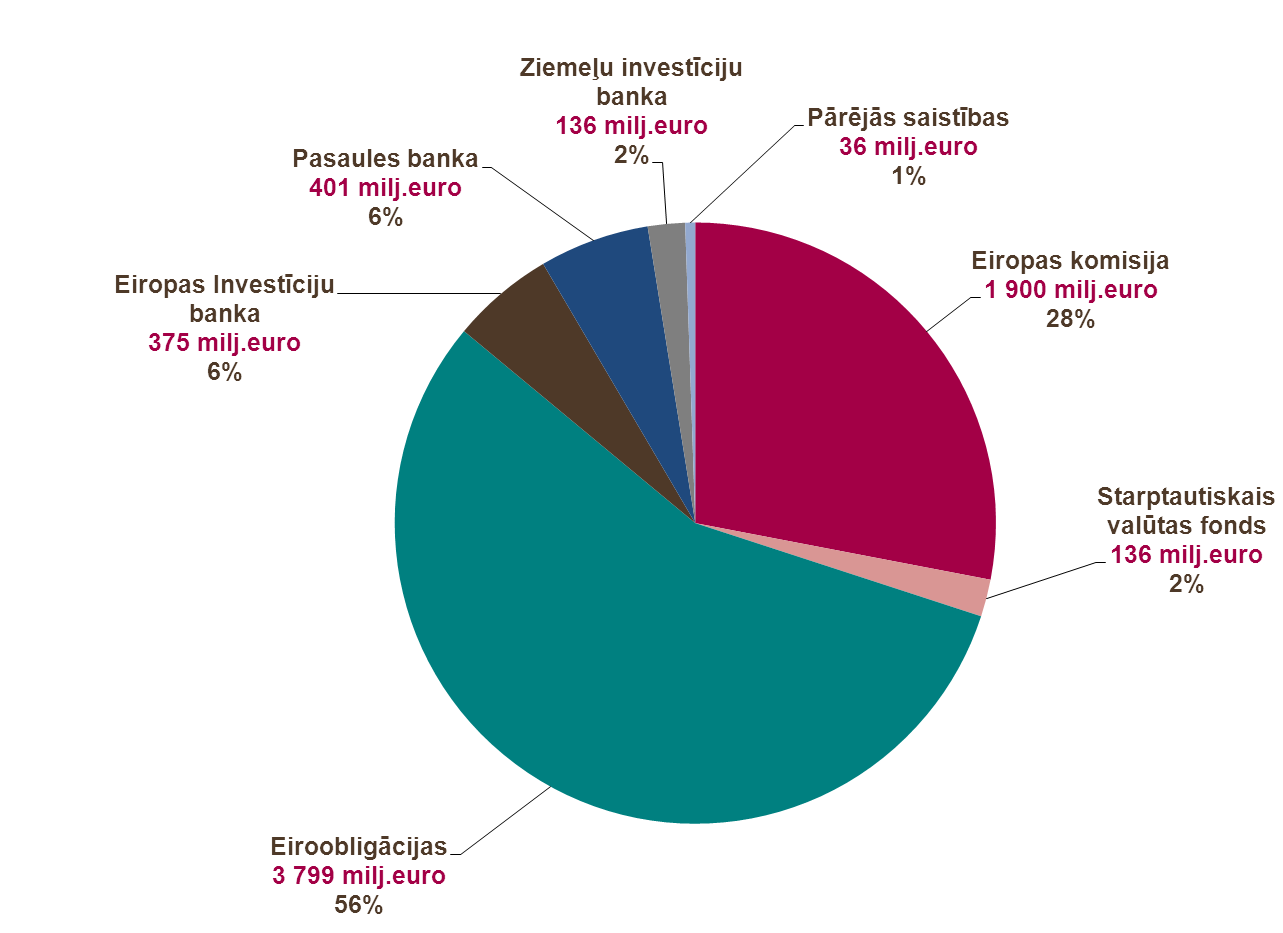 Ziemeļu investīciju
banka
136 milj.euro
2%
Pārējās saistības
36 milj.euro
1%
Pasaules banka
401 milj.euro
6%
Eiropas komisija
1 900 milj.euro
28%
Eiropas Investīciju
banka
375 milj.euro
6%
Starptautiskais
valūtas fonds
136 milj.euro
2%
Eiroobligācijas
3 799 milj.euro
56%